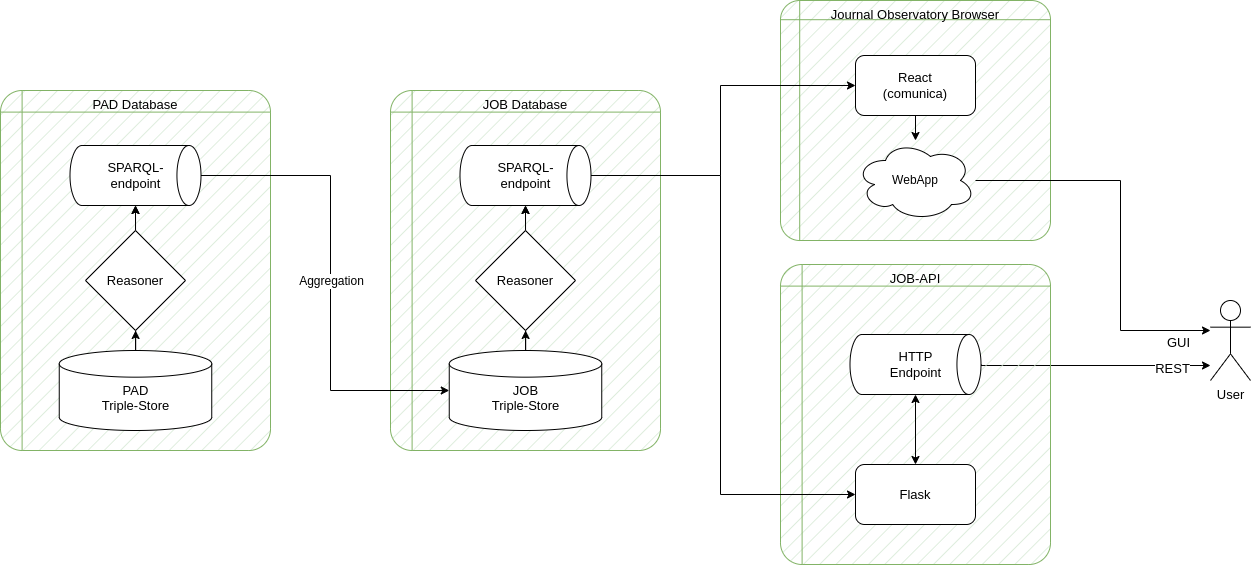 PAD Database
SPARQL-
endpoint
Reasoner
PAD
Triple-Store
Aggregation
JOB Database
SPARQL-
endpoint
Reasoner
JOB
Triple-Store
Journal Observatory Browser
React
(comunica)
WebApp
JOB-API
HTTP
Endpoint
Flask
GUI
REST
User